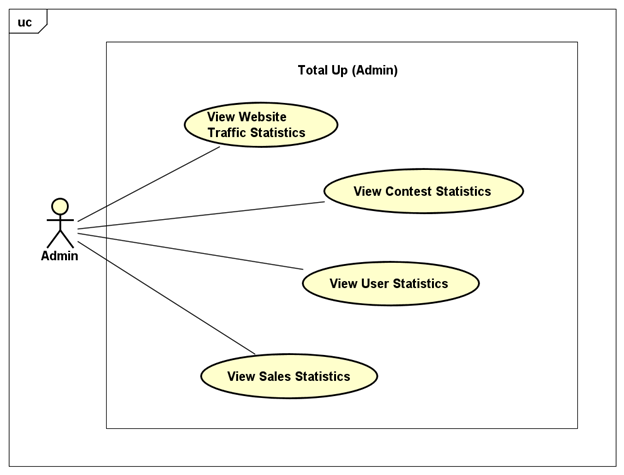 uc
Total Up (Admin)
View Website
Traffic Statistics
View Contest Statistics
Admin
View User Statistics
View Sales Statistics